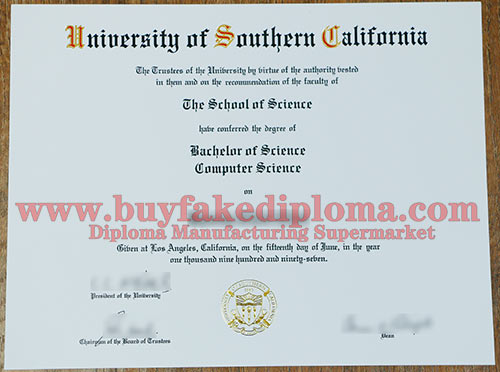 University of Southern California
The Trustees of the University by virtue of the authority vested
in them and on the recommendation of the faculty of
The School of Science
have conferred the degree of
Bachelor of Science
Computer Science
on
www.buyfakediploma.com
Diploma Manufacturing Supermarket
Given at Los Angeles, California, on the fifteenth day of June, in the year
one thousand nine hundred and ninety-seven.
President of the University
Chairman of the Board of Trustees
Dean